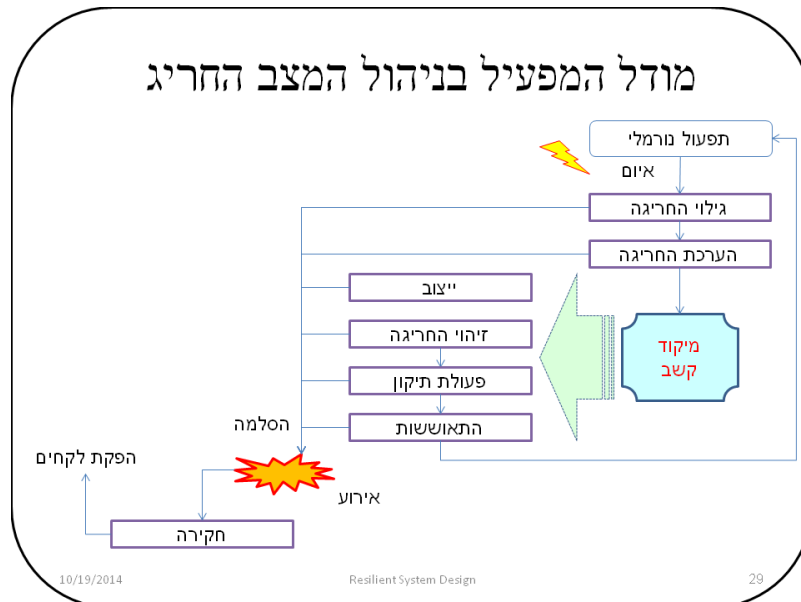 מודל המפעיל בניהול המצב החריג
תפעול נורמלי
איום
גילוי החריגה
הערכת החריגה
מיקוד
קשב
ייצוב
זיהוי החריגה
פעולת תיקון
התאוששות
הסלמה
אירוע
חקירה
הפקת לקחים
10/19/2014
Resilient System Design
29